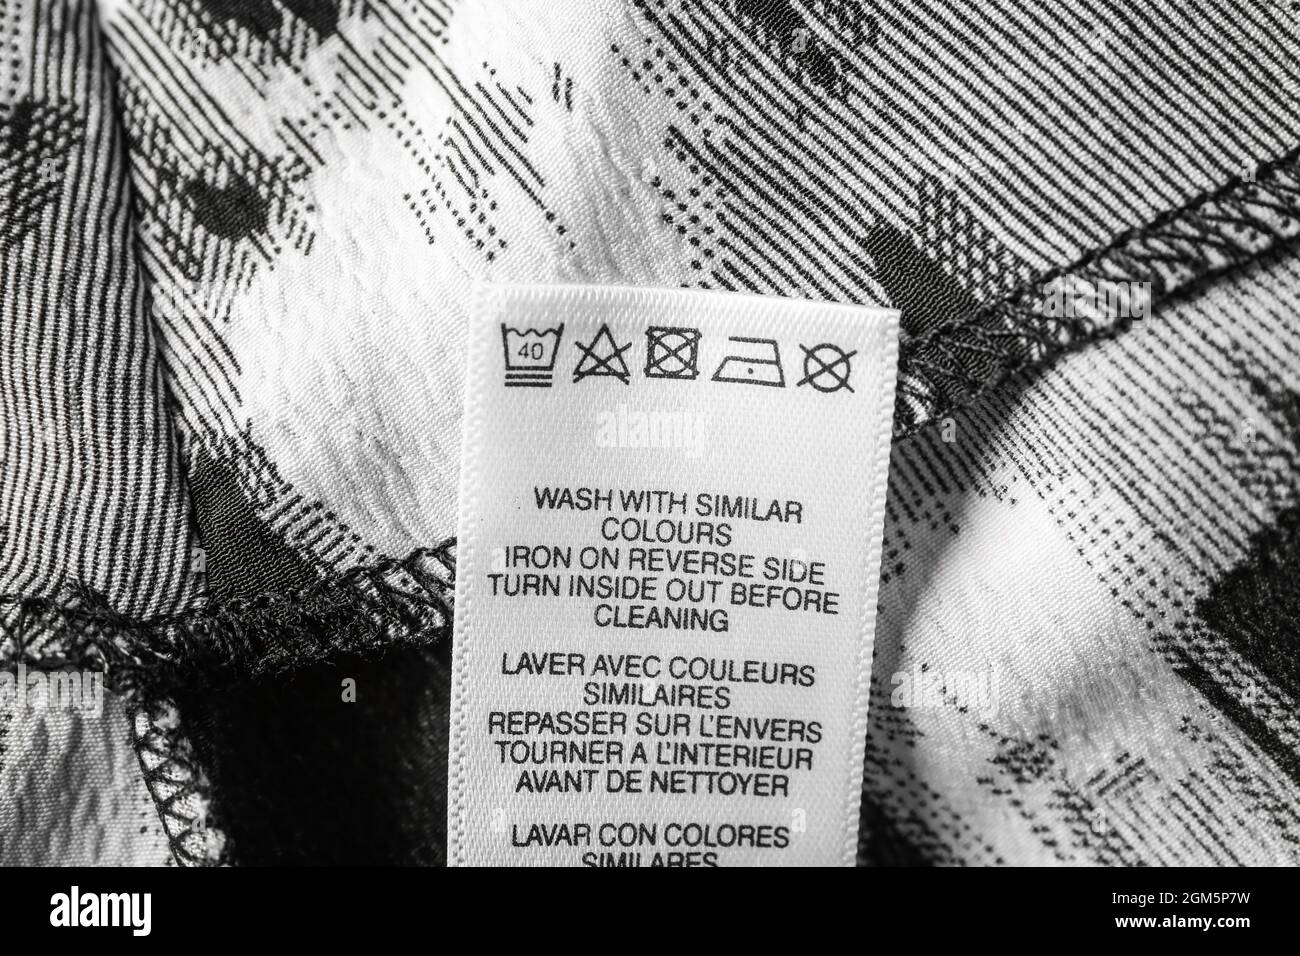 40
WASH WITH SIMILAR
COLOURS
IRON ON REVERSE SIDE
TURN INSIDE OUT BEFORE
CLEANING
LAVER AVEC COULEURS
SIMILAIRES
REPASSER SUR L'ENVERS
TOURNER A L'INTERIEUR
AVANT DE NETTOYER
LAVAR CON COLORES
SIMILARES
alamy
alamy
alamy
a
a
a
a
alamy
Image ID: 2GM5P7W
www.alamy.com